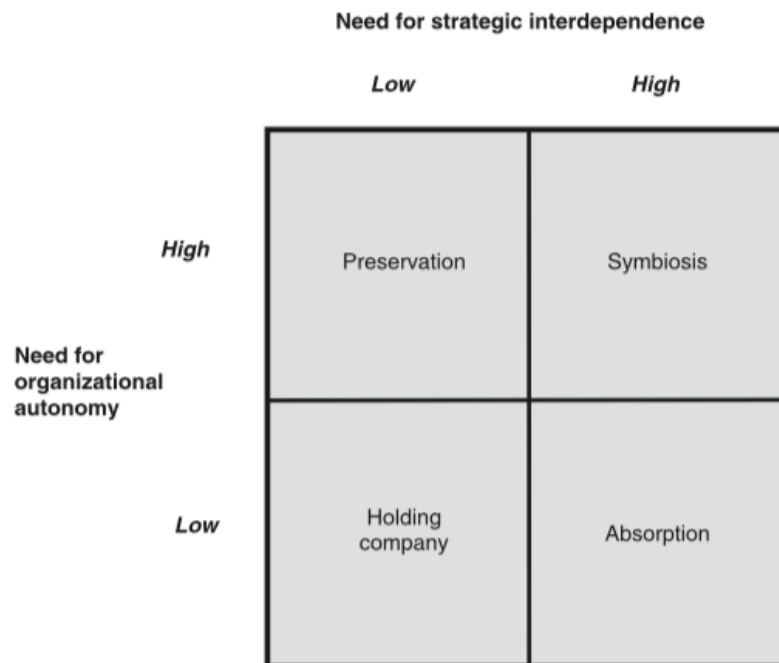 Need for strategic interdependence
Low
High
High
Preservation
Symbiosis
Need for
organizational
autonomy
Low
Holding
company
Absorption